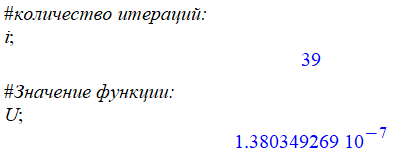 #количество итераций:
i;
39
#Значение функции:
U;
1.380349269 10⁻⁷